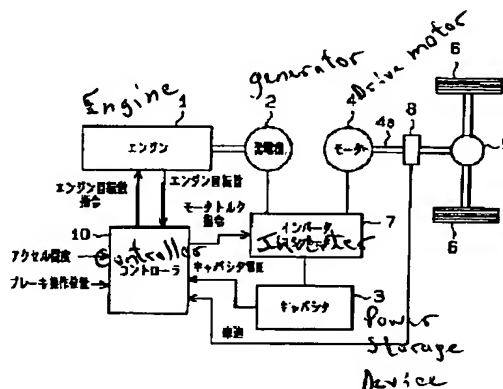 Engine
generator
Drive motor
1
2
4
6
エンジン
発電機
モータ
4a
8
エンジン回転数
指令
エンジン回転数
モータトルク
指令
インバータ
7
6
10
アクセル開度
コントローラ
Controller
ブレーキ操作
キャパシタ電圧
キャパシタ
3
車速
Power
Storage
Device